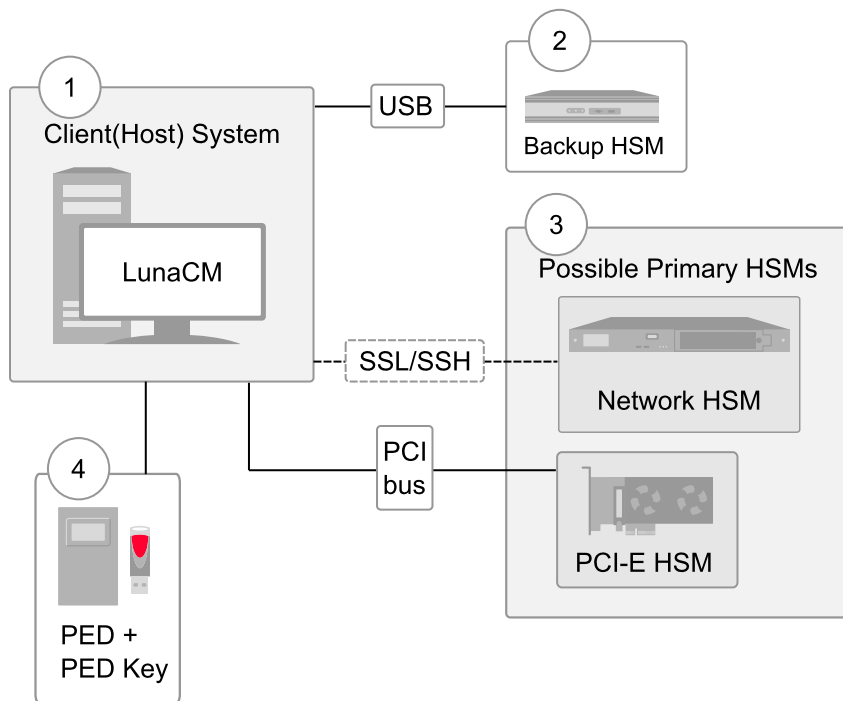 1
Client(Host) System
LunaCM
USB
2
Backup HSM
3
Possible Primary HSMs
SSL/SSH
Network HSM
PCI
bus
PCI-E HSM
4
PED +
PED Key